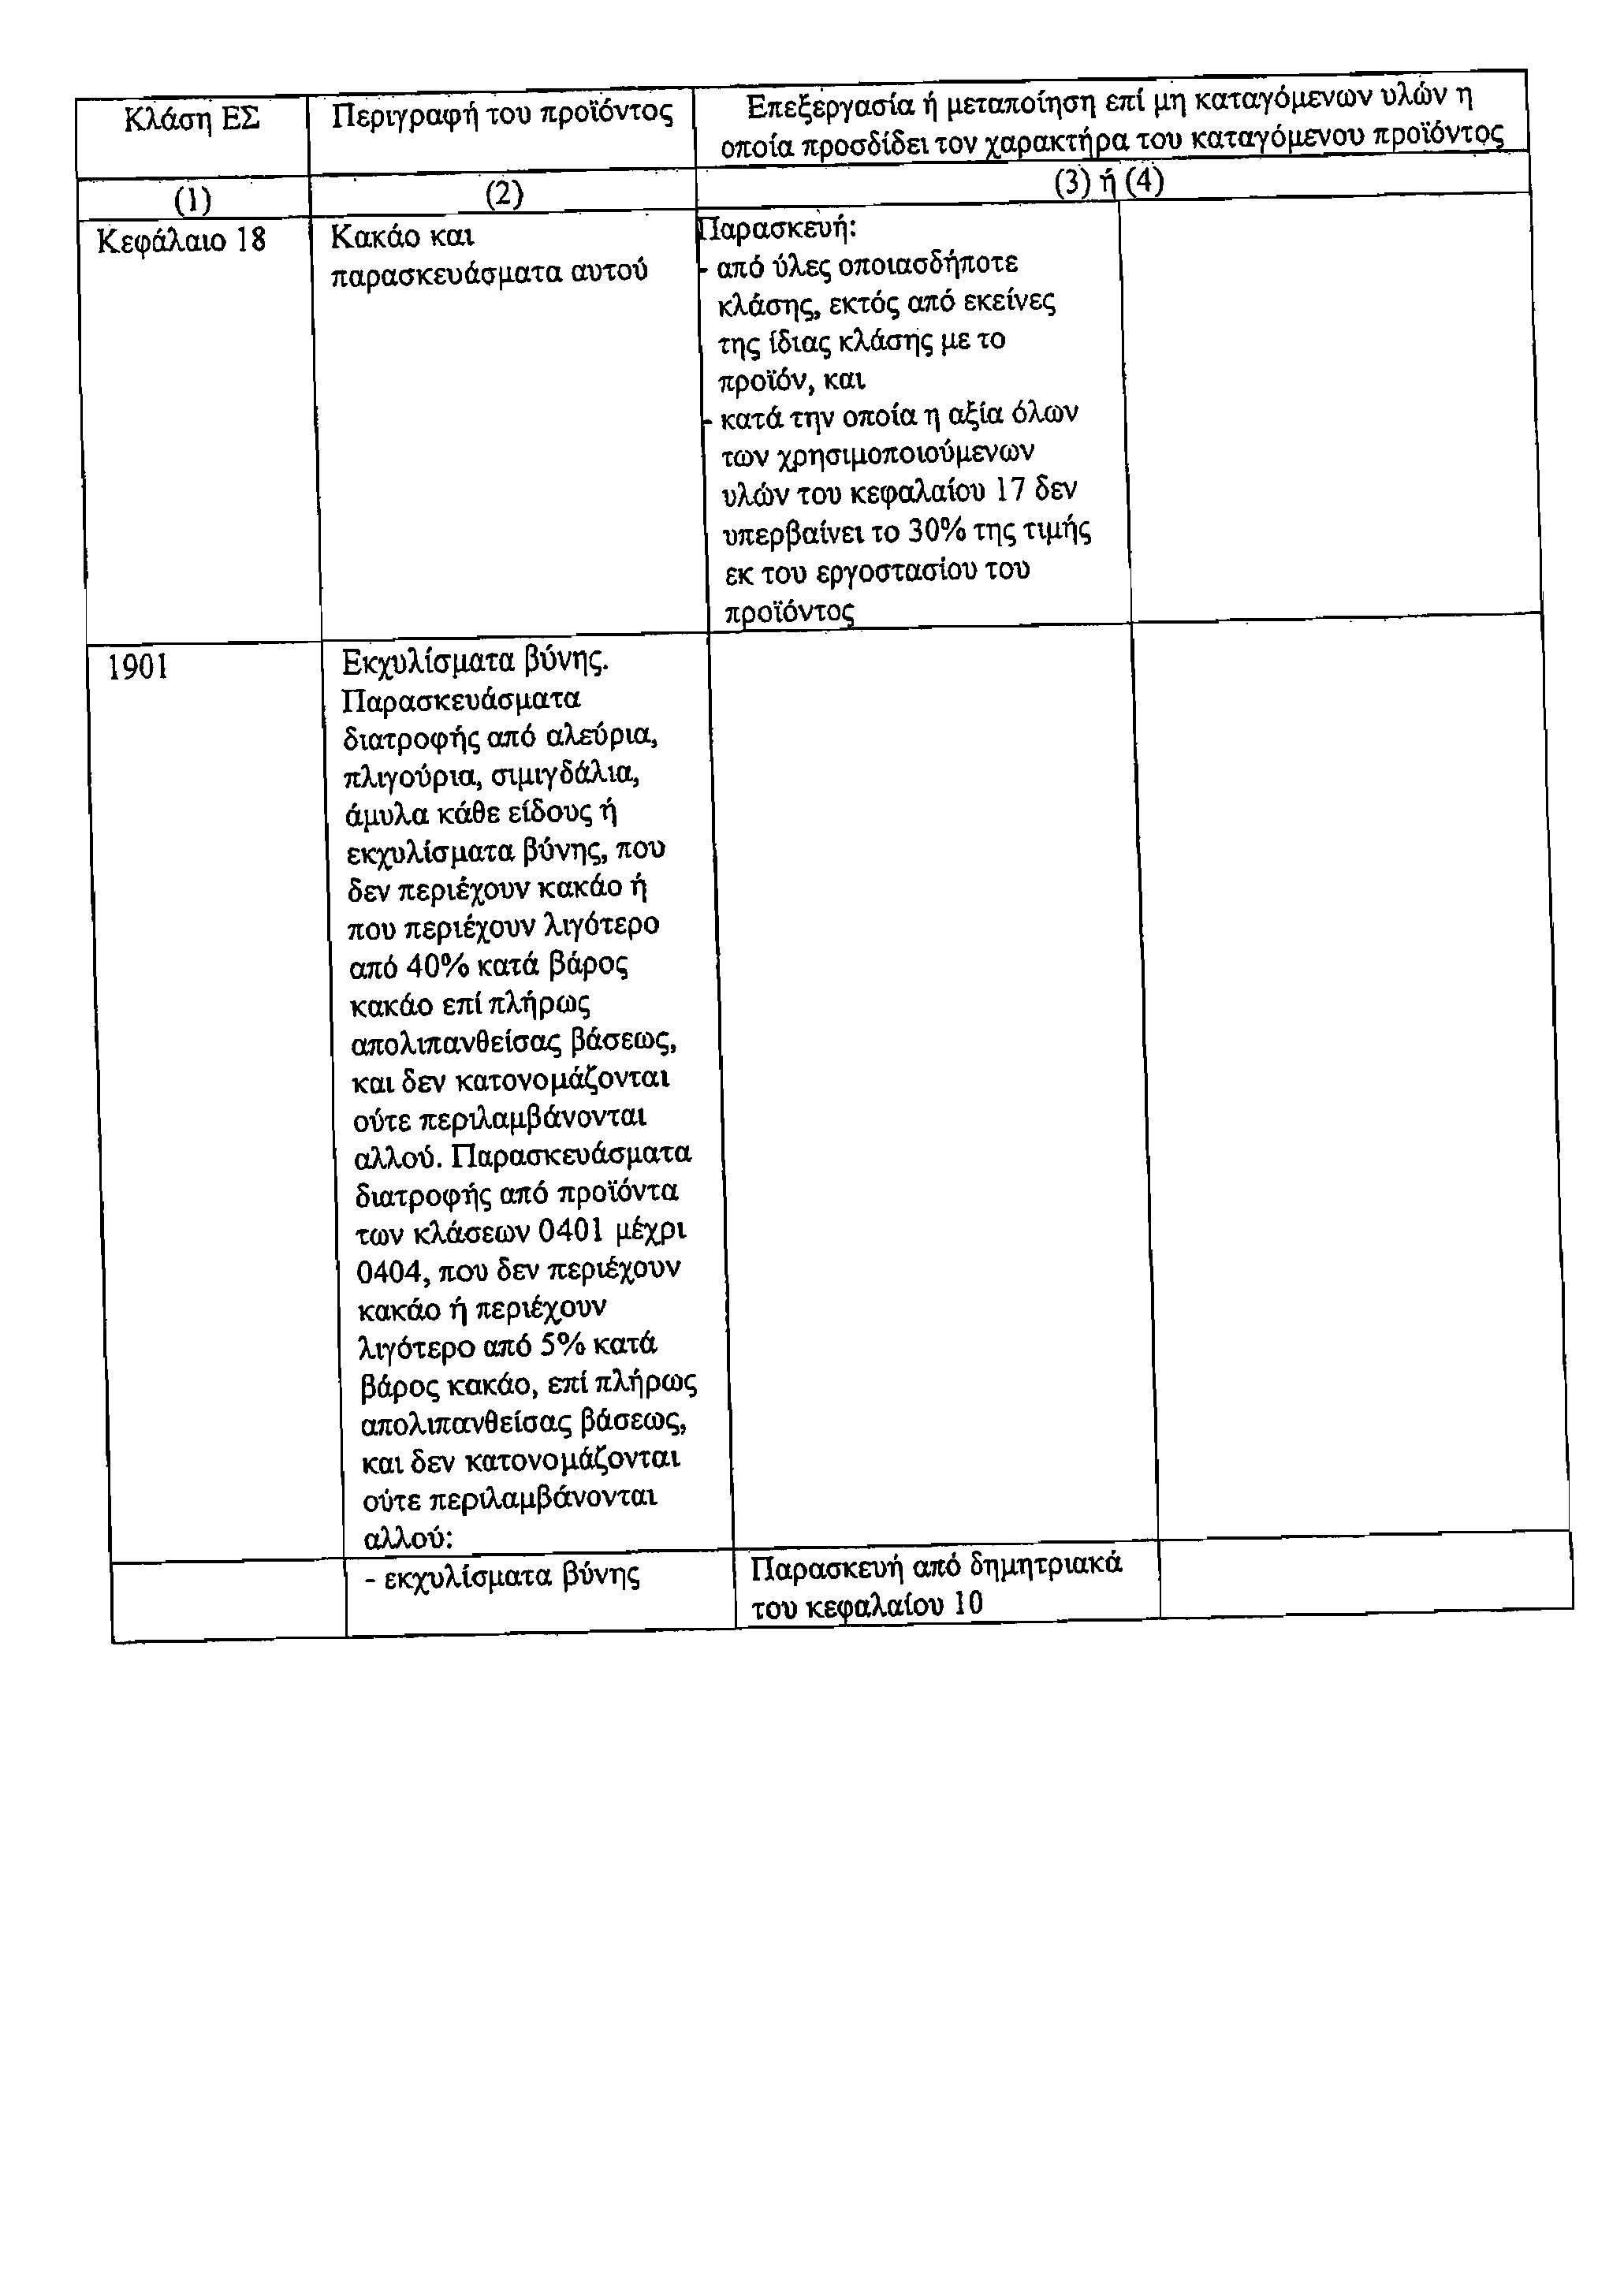 Κλάση ΕΣ
Περιγραφή του προϊόντος
Επεξεργασία ή μεταποίηση επί μη καταγόμενων υλών η
οποία προσδίδει τον χαρακτήρα του καταγόμενου προϊόντος
(1)
(2)
(3) ή (4)
Κεφάλαιο 18
Κακάο και
παρασκευάσματα αυτού
Παρασκευή:
- από ύλες οποιασδήποτε
κλάσης, εκτός από εκείνες
της ίδιας κλάσης με το
προϊόν, και
- κατά την οποία η αξία όλων
των χρησιμοποιούμενων
υλών του κεφαλαίου 17 δεν
υπερβαίνει το 30% της τιμής
εκ του εργοστασίου του
προϊόντος
1901
Εκχυλίσματα βύνης.
Παρασκευάσματα
διατροφής από αλεύρια,
πλιγούρια, σιμιγδάλια,
άμυλα κάθε είδους ή
εκχυλίσματα βύνης, που
δεν περιέχουν κακάο ή
που περιέχουν λιγότερο
από 40% κατά βάρος
κακάο επί πλήρως
απολιπανθείσας βάσεως,
και δεν κατονομάζονται
ούτε περιλαμβάνονται
αλλού. Παρασκευάσματα
διατροφής από προϊόντα
των κλάσεων 0401 μέχρι
0404, που δεν περιέχουν
κακάο ή περιέχουν
λιγότερο από 5% κατά
βάρος κακάο, επί πλήρως
απολιπανθείσας βάσεως,
και δεν κατονομάζονται
ούτε περιλαμβάνονται
αλλού:
- εκχυλίσματα βύνης
Παρασκευή από δημητριακά
του κεφαλαίου 10